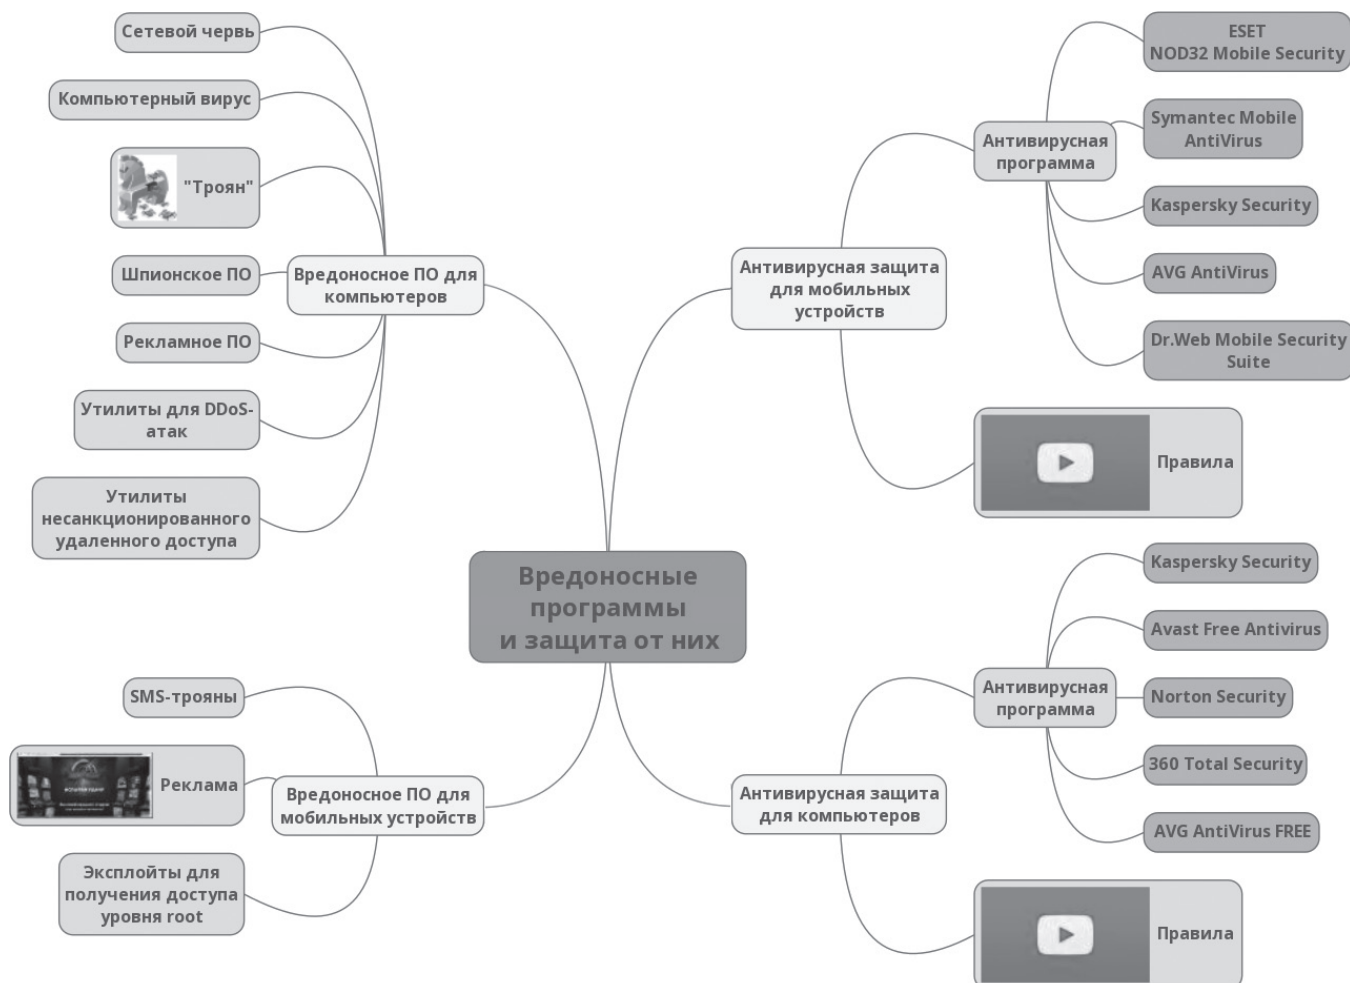 Сетевой червь
Компьютерный вирус
"Троян"
Шпионское ПО
Рекламное ПО
Утилиты для DDoS-
атак
Утилиты
несанкционированного
удаленного доступа
Вредоносное ПО для
компьютеров
SMS-трояны
Реклама
Эксплойты для
получения доступа
уровня root
Вредоносное ПО для
мобильных устройств
Вредоносные
программы
и защита от них
Антивирусная защита
для мобильных
устройств
Антивирусная
программа
ESET
NOD32 Mobile Security
Symantec Mobile
AntiVirus
Kaspersky Security
AVG AntiVirus
Dr.Web Mobile Security
Suite
Правила
Антивирусная защита
для компьютеров
Антивирусная
программа
Kaspersky Security
Avast Free Antivirus
Norton Security
360 Total Security
AVG AntiVirus FREE
Правила